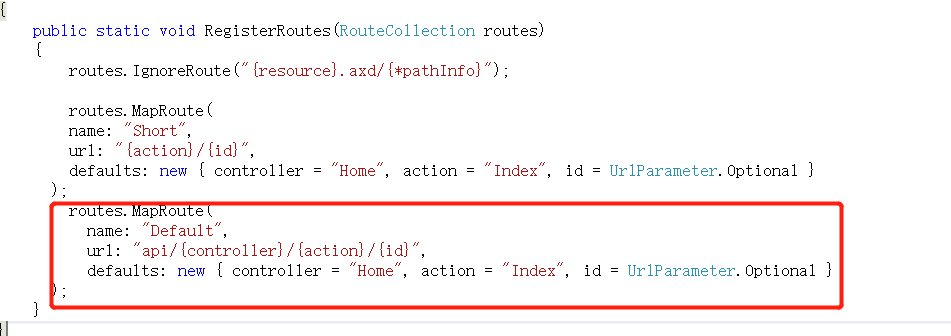 {
public static void RegisterRoutes(RouteCollection routes)
{
routes.IgnoreRoute("{resource}.axd/{*pathInfo}");
routes.MapRoute(
name: "Short",
url: "{action}/{id}",
defaults: new { controller = "Home", action = "Index", id = UrlParameter.Optional }
);
routes.MapRoute(
name: "Default",
url: "api/{controller}/{action}/{id}",
defaults: new { controller = "Home", action = "Index", id = UrlParameter.Optional }
);
}
}